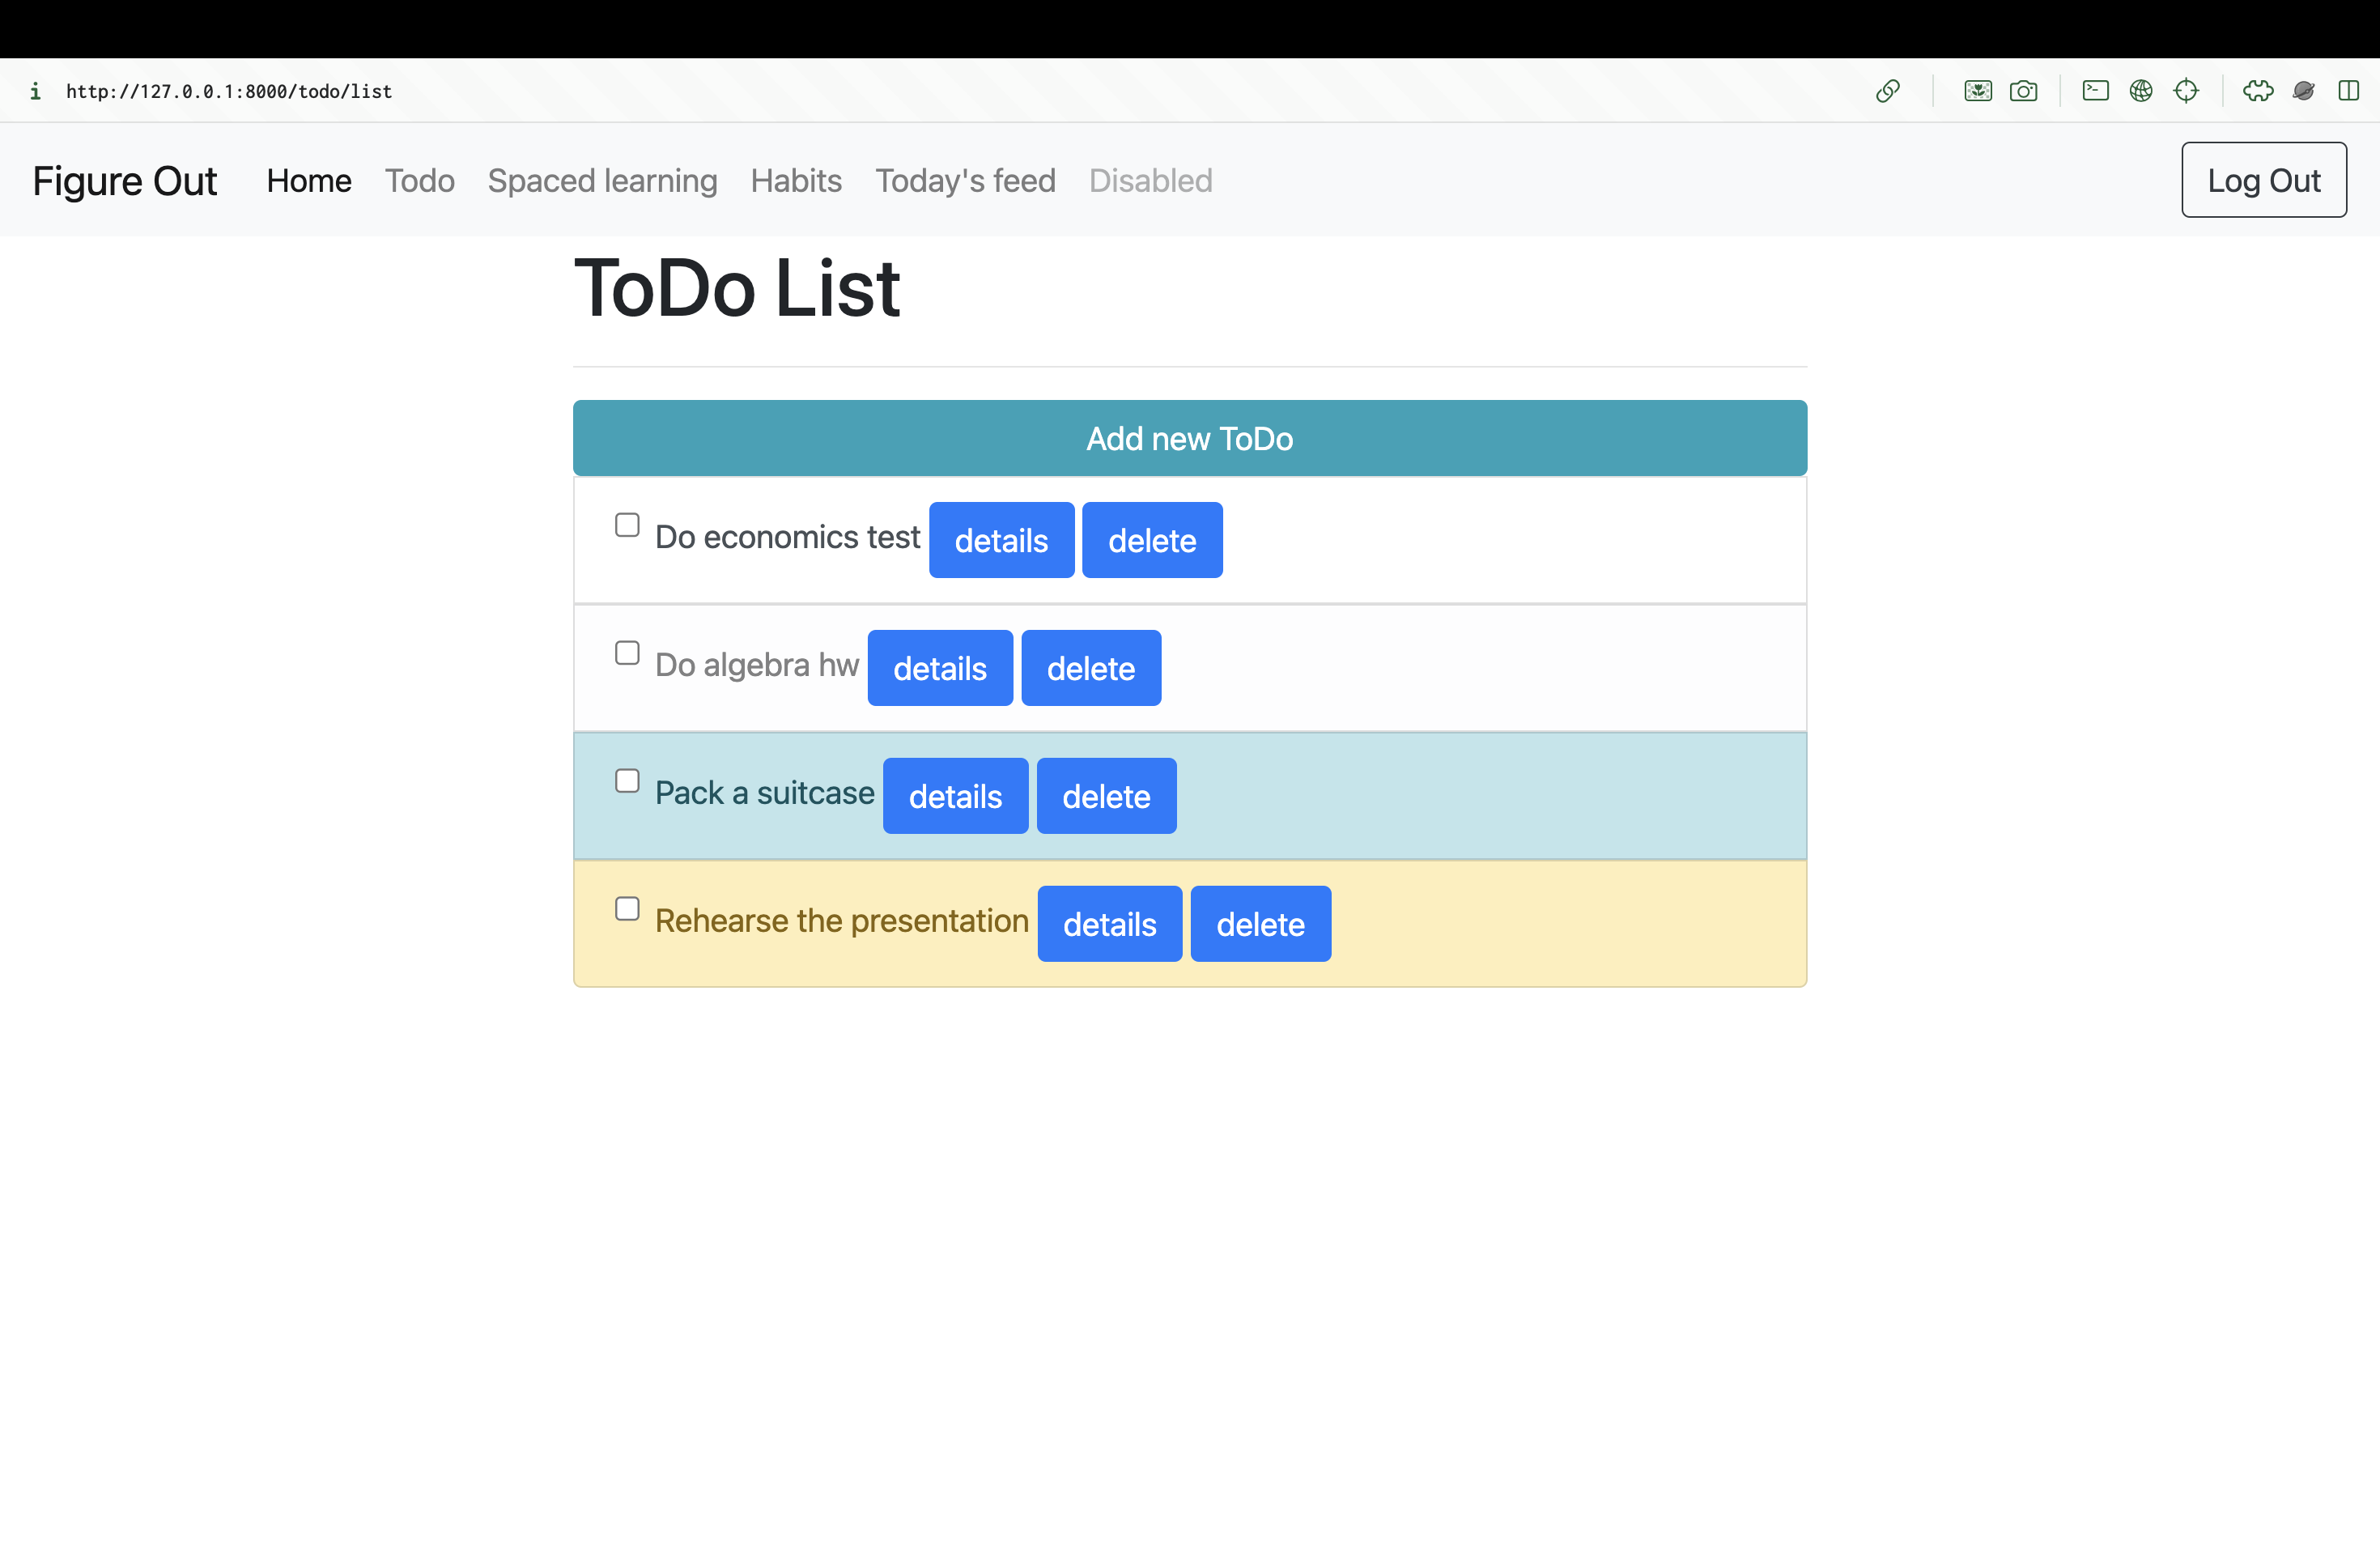 http://127.0.0.1:8000/todo/list
Figure Out Home Todo Spaced learning Habits Today's feed Disabled Log Out
ToDo List
Add new ToDo
Do economics test details delete
Do algebra hw details delete
Pack a suitcase details delete
Rehearse the presentation details delete